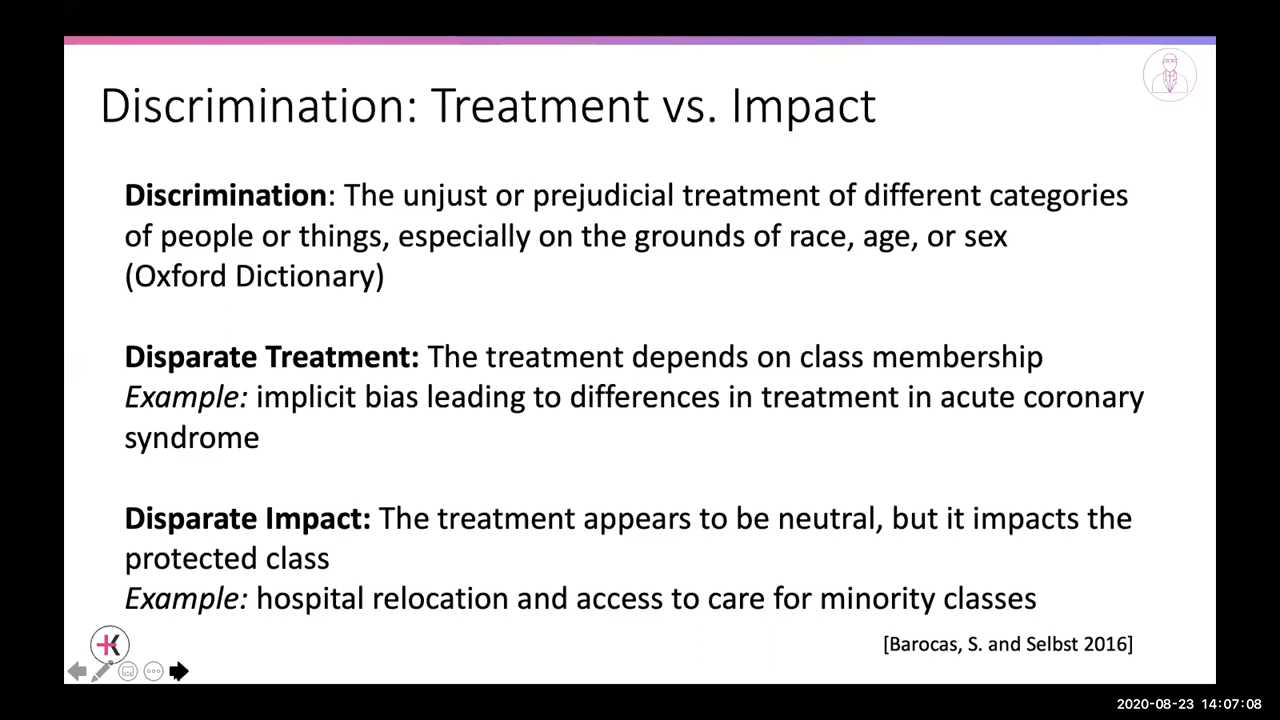 Discrimination: Treatment vs. Impact
Discrimination: The unjust or prejudicial treatment of different categories
of people or things, especially on the grounds of race, age, or sex
(Oxford Dictionary)
Disparate Treatment: The treatment depends on class membership
Example: implicit bias leading to differences in treatment in acute coronary
syndrome
Disparate Impact: The treatment appears to be neutral, but it impacts the
protected class
Example: hospital relocation and access to care for minority classes
[Barocas, S. and Selbst 2016]
2020-08-23 14:07:08